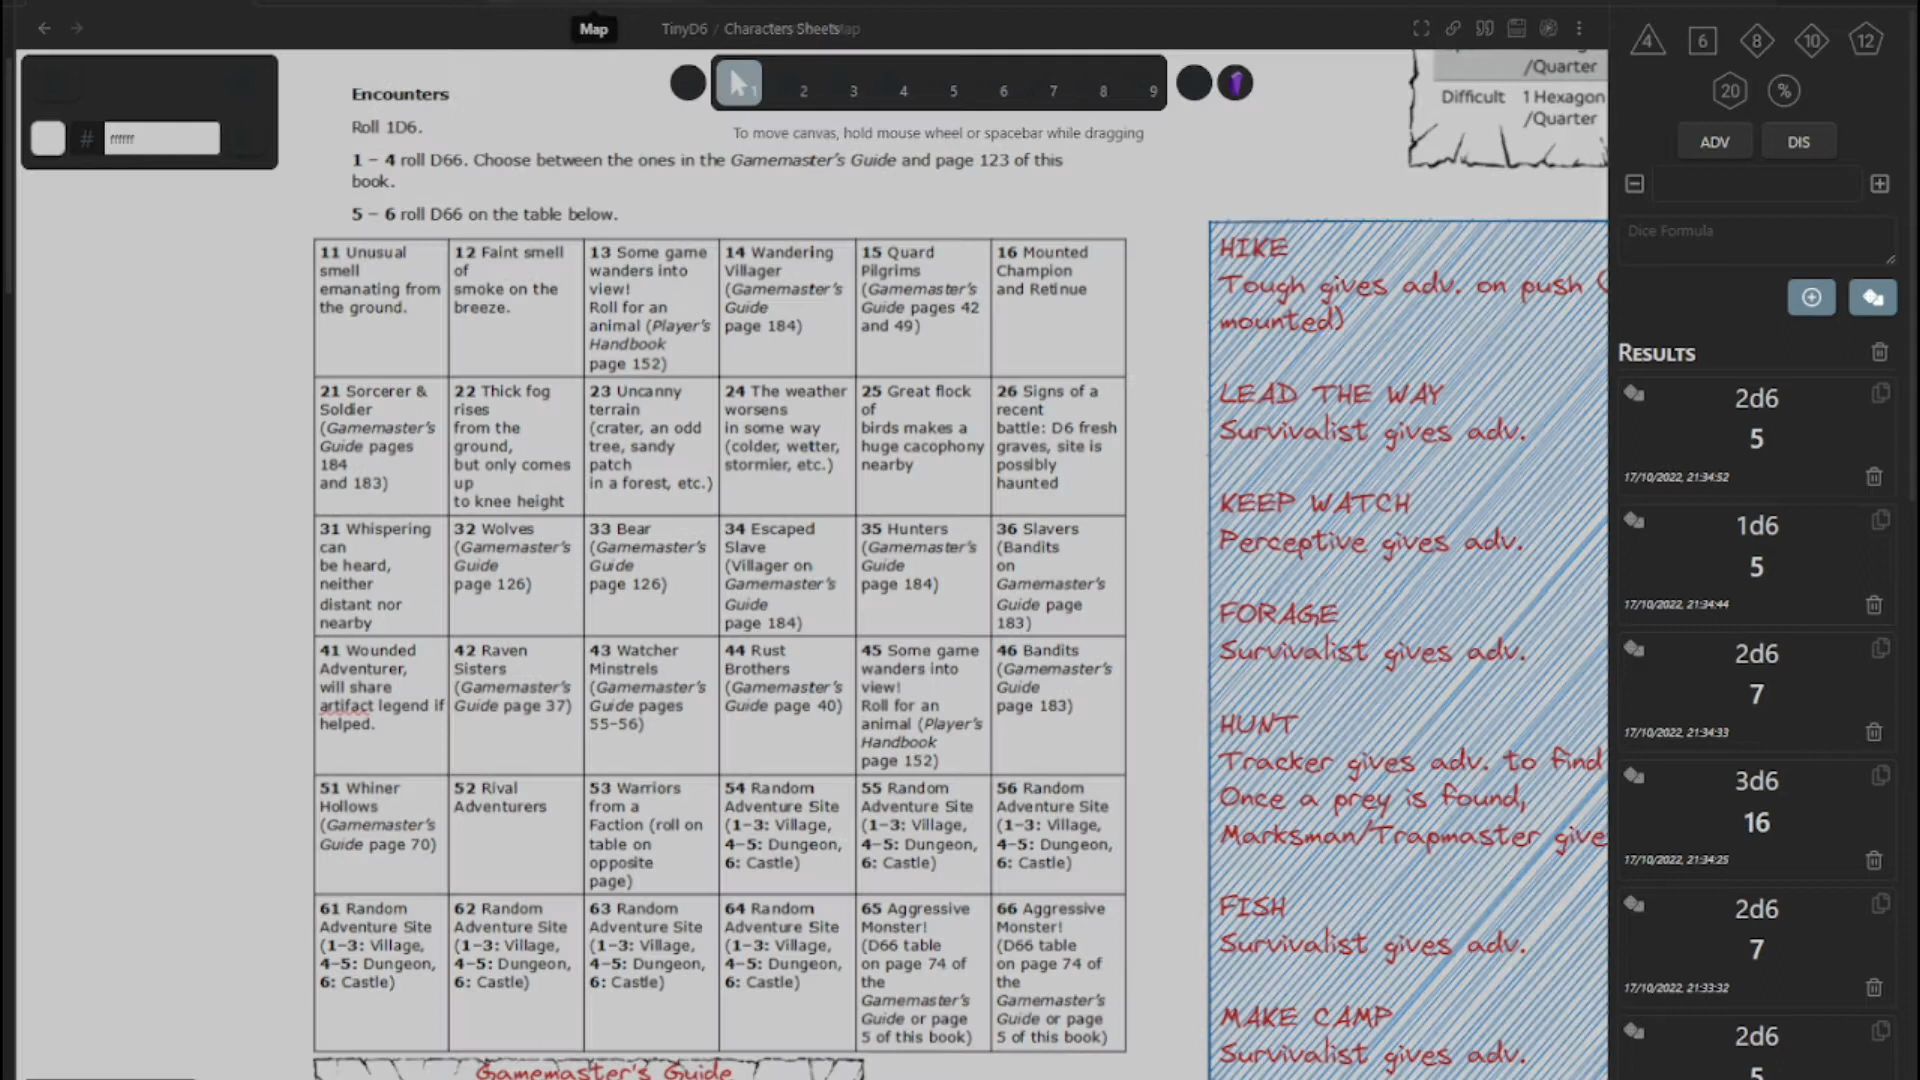 Map
TinyD6 / Characters Sheets
ffffff
1 2 3 4 5 6 7 8 9
To move canvas, hold mouse wheel or spacebar while dragging
Encounters
Roll 1D6.
1 – 4 roll D66. Choose between the ones in the Gamemaster's Guide and page 123 of this
book.
5 – 6 roll D66 on the table below.
11 Unusual
smell
emanating from
the ground.
12 Faint smell
of
smoke on the
breeze.
13 Some game
wanders into
view!
Roll for an
animal (Player's
Handbook
page 152)
14 Wandering
Villager
(Gamemaster's
Guide
page 184)
15 Quard
Pilgrims
(Gamemaster's
Guide pages 42
and 49)
16 Mounted
Champion
and Retinue
21 Sorcerer &
Soldier
(Gamemaster's
Guide pages
184
and 183)
22 Thick fog
rises
from the
ground,
but only comes
up
to knee height
23 Uncanny
terrain
(crater, an odd
tree, sandy
patch
in a forest, etc.)
24 The weather
worsens
in some way
(colder, wetter,
stormier, etc.)
25 Great flock
of
birds makes a
huge cacophony
nearby
26 Signs of a
recent
battle: D6 fresh
graves, site is
possibly
haunted
31 Whispering
can
be heard,
neither
distant nor
nearby
32 Wolves
(Gamemaster's
Guide
page 126)
33 Bear
(Gamemaster's
Guide
page 126)
34 Escaped
Slave
(Villager on
Gamemaster's
Guide
page 184)
35 Hunters
(Gamemaster's
Guide
page 184)
36 Slavers
(Bandits
on
Gamemaster's
Guide page
183)
41 Wounded
Adventurer,
will share
artifact legend if
helped.
42 Raven
Sisters
(Gamemaster's
Guide page 37)
43 Watcher
Minstrels
(Gamemaster's
Guide pages
55–56)
44 Rust
Brothers
(Gamemaster's
Guide page 40)
45 Some game
wanders into
view!
Roll for an
animal (Player's
Handbook
page 152)
46 Bandits
(Gamemaster's
Guide
page 183)
51 Whiner
Hollows
(Gamemaster's
Guide page 70)
52 Rival
Adventurers
53 Warriors
from a
Faction (roll on
table on
opposite
page)
54 Random
Adventure Site
(1–3: Village,
4–5: Dungeon,
6: Castle)
55 Random
Adventure Site
(1–3: Village,
4–5: Dungeon,
6: Castle)
56 Random
Adventure Site
(1–3: Village,
4–5: Dungeon,
6: Castle)
61 Random
Adventure Site
(1–3: Village,
4–5: Dungeon,
6: Castle)
62 Random
Adventure Site
(1–3: Village,
4–5: Dungeon,
6: Castle)
63 Random
Adventure Site
(1–3: Village,
4–5: Dungeon,
6: Castle)
64 Random
Adventure Site
(1–3: Village,
4–5: Dungeon,
6: Castle)
65 Aggressive
Monster!
(D66 table
on page 74 of
the
Gamemaster's
Guide or page
5 of this book)
66 Aggressive
Monster!
(D66 table
on page 74 of
the
Gamemaster's
Guide or page
5 of this book)
Gamemaster's Guide
/Quarter
Difficult 1 Hexagon
/Quarter
HIKE
Tough gives adv. on push (
mounted)
LEAD THE WAY
Survivalist gives adv.
KEEP WATCH
Perceptive gives adv.
FORAGE
Survivalist gives adv.
HUNT
Tracker gives adv. to find
Once a prey is found,
Marksman/Trapmaster give
FISH
Survivalist gives adv.
MAKE CAMP
Survivalist gives adv.
4 6 8 10 12
20 %
ADV DIS
Dice Formula
RESULTS
2d6
5
17/10/2022, 21:34:52
1d6
5
17/10/2022, 21:34:44
2d6
7
17/10/2022, 21:34:33
3d6
16
17/10/2022, 21:34:25
2d6
7
17/10/2022, 21:33:32
2d6
5